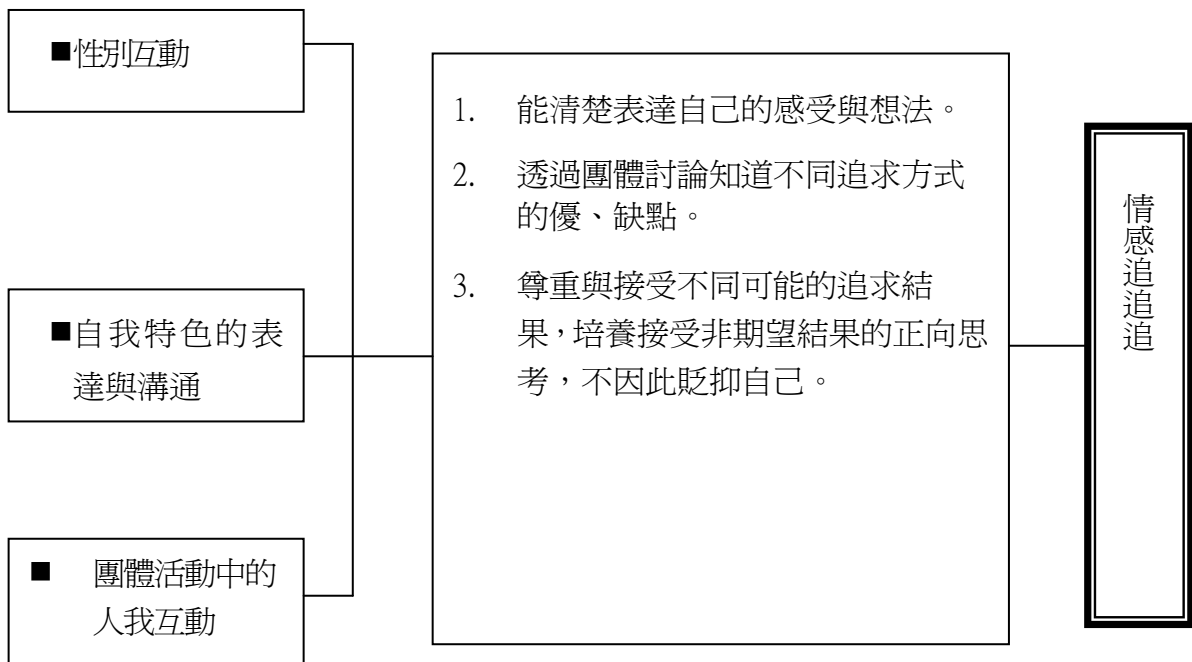 ■性別互動
■自我特色的表
達與溝通
■ 團體活動中的
人我互動
1. 能清楚表達自己的感受與想法。
2. 透過團體討論知道不同追求方式
的優、缺點。
3. 尊重與接受不同可能的追求結
果，培養接受非期望結果的正向思
考，不因此貶抑自己。
情感追追追